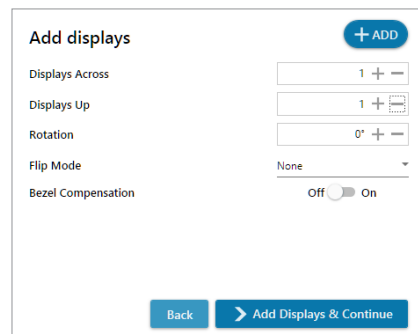 Add displays
+ ADD
Displays Across 1 + −
Displays Up 1 + −
Rotation 0° + −
Flip Mode None
Bezel Compensation Off On
Back Add Displays & Continue